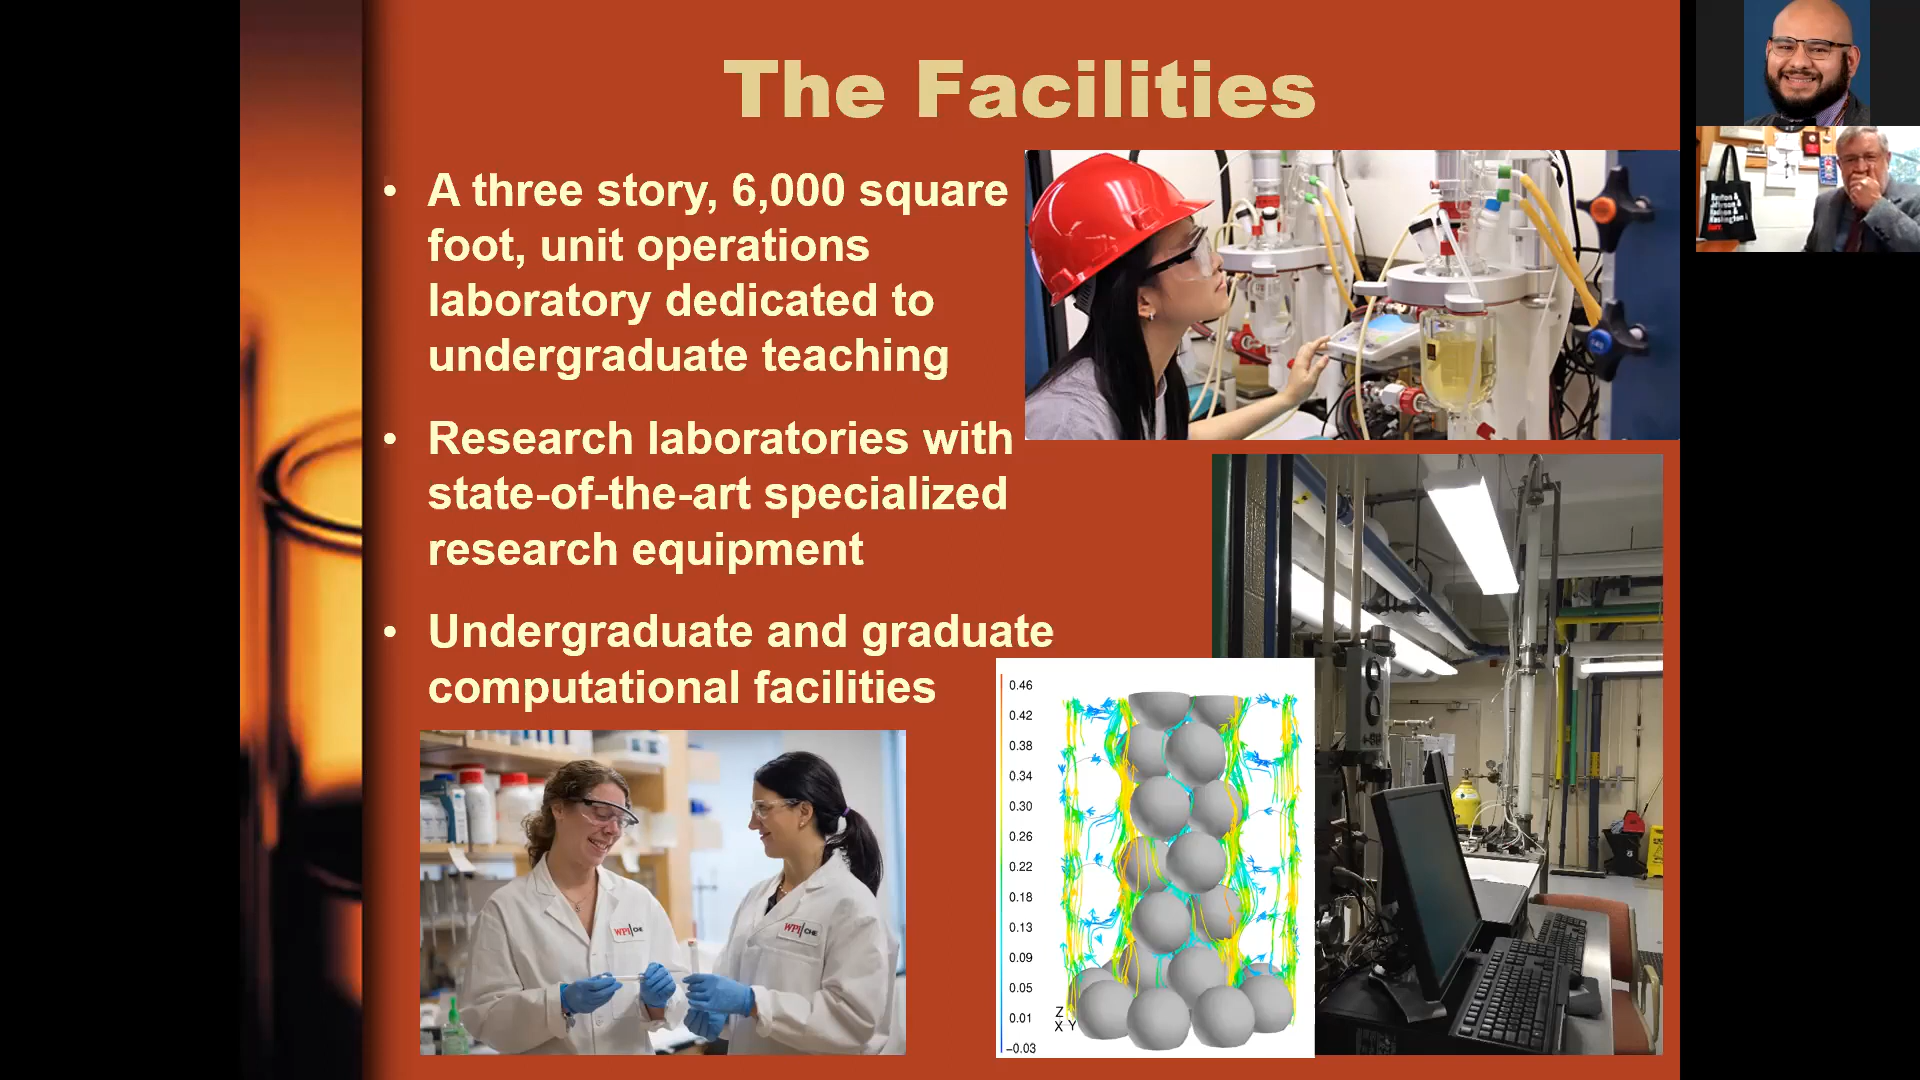 The Facilities
• A three story, 6,000 square
foot, unit operations
laboratory dedicated to
undergraduate teaching
• Research laboratories with
state-of-the-art specialized
research equipment
• Undergraduate and graduate
computational facilities
WPI CHE
WPI CHE
0.46
0.42
0.38
0.34
0.30
0.26
0.22
0.18
0.13
0.09
0.05
0.01
−0.03
Z
X Y